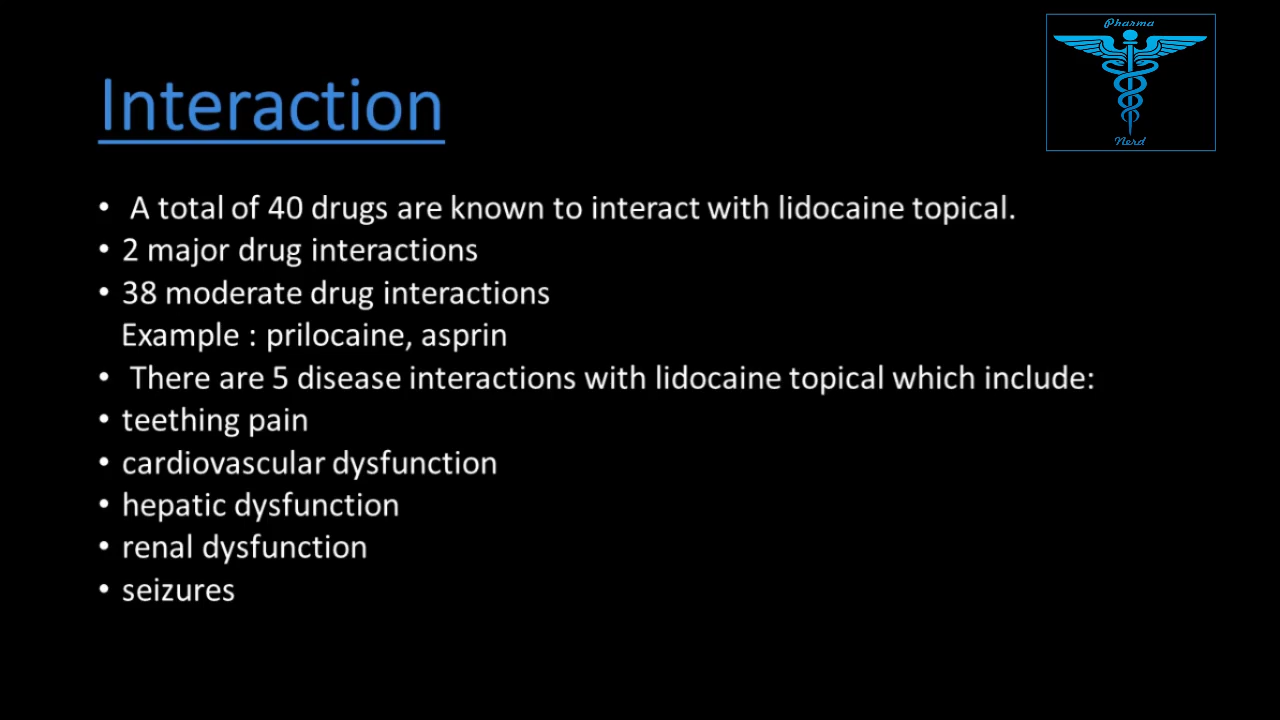 Pharma
Nerd
Interaction
• A total of 40 drugs are known to interact with lidocaine topical.
• 2 major drug interactions
• 38 moderate drug interactions
Example : prilocaine, asprin
• There are 5 disease interactions with lidocaine topical which include:
• teething pain
• cardiovascular dysfunction
• hepatic dysfunction
• renal dysfunction
• seizures